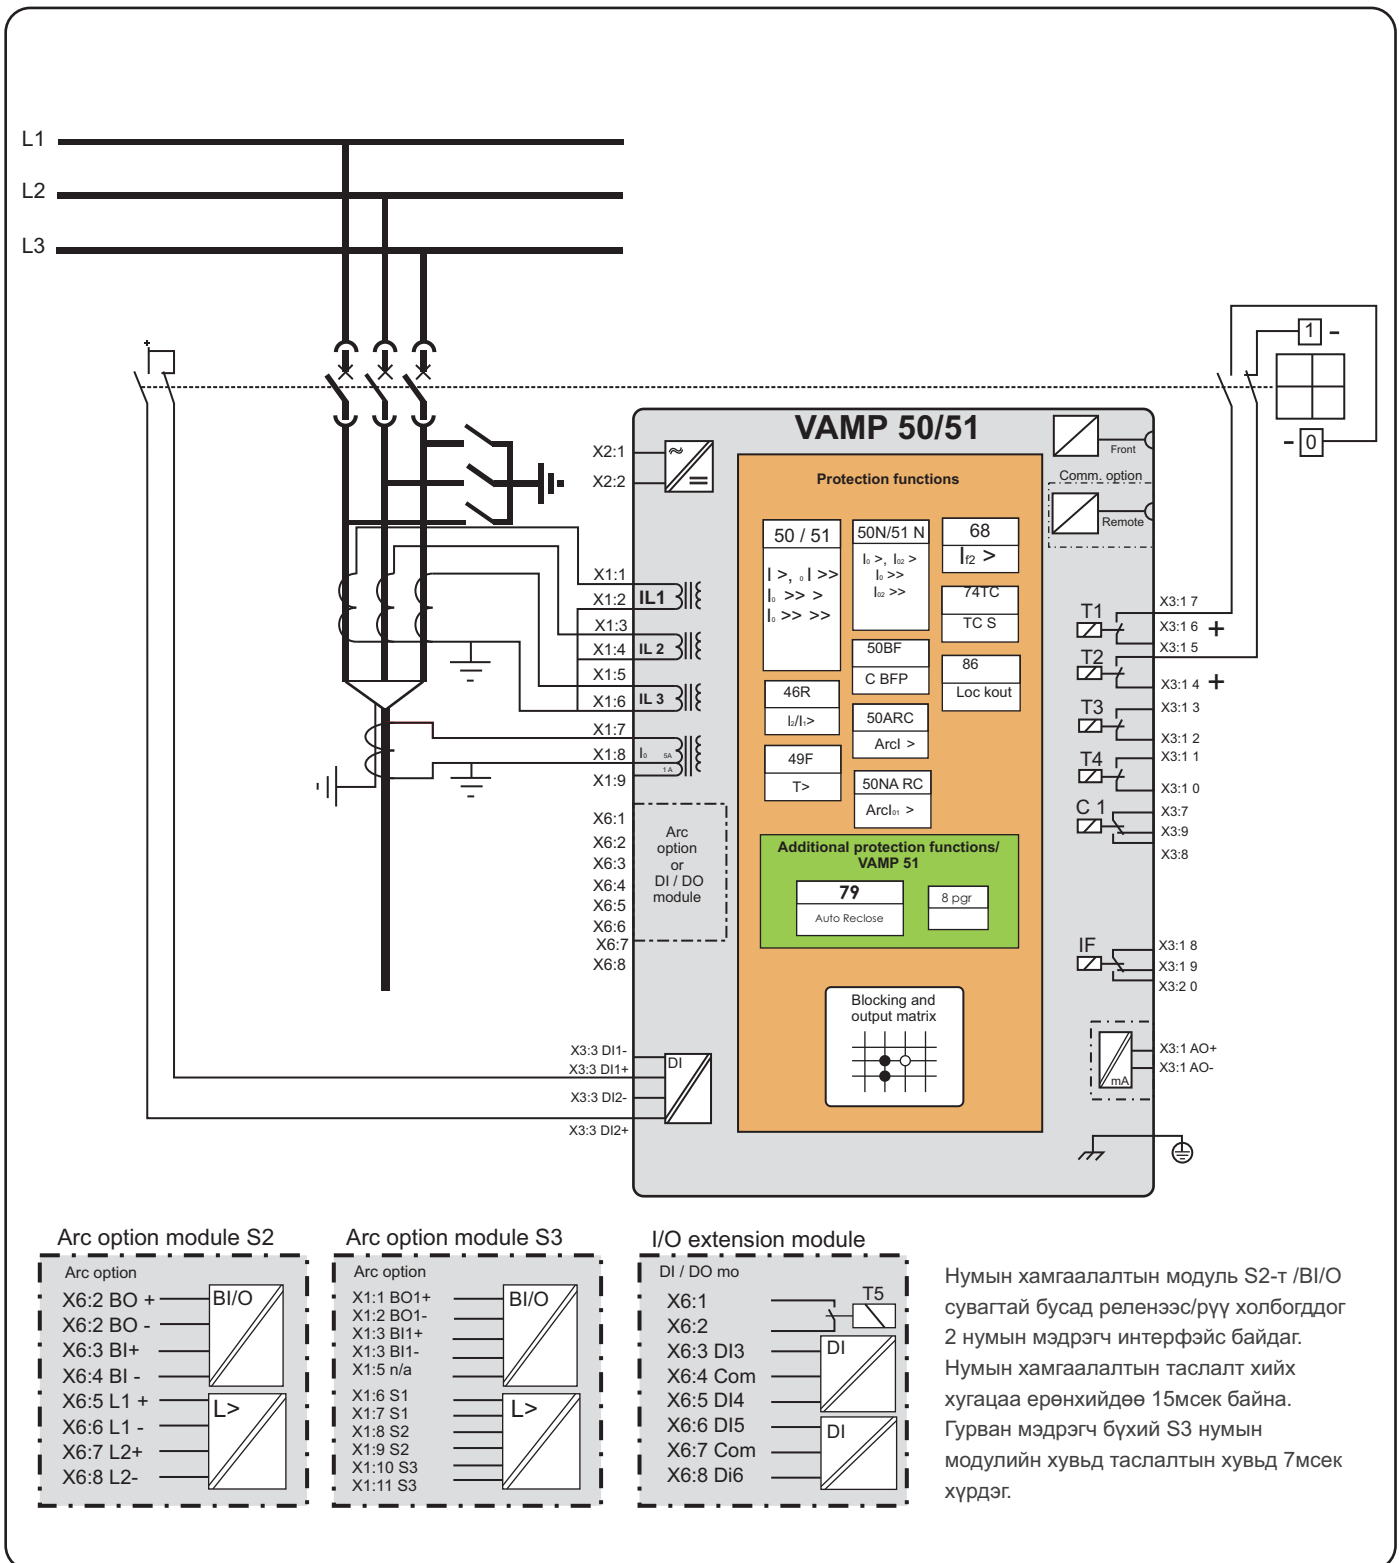 L1
L2
L3
+
1 -
- 0
VAMP 50/51
X2:1
X2:2
≈
Front
Comm. option
Remote
Protection functions
50 / 51
I >, 0 I >>
I0 >> >
I0 >> >>
50N/51 N
I0 >, I02 >
I0 >>
I02 >>
68
If2 >
74TC
TC S
50BF
C BFP
86
Loc kout
46R
I2/I1>
50ARC
ArcI >
49F
T>
50NA RC
ArcI01 >
Additional protection functions/
VAMP 51
79
Auto Reclose
8 pgr
Blocking and
output matrix
X1:1
X1:2
IL1
X1:3
X1:4
IL 2
X1:5
X1:6
IL 3
X1:7
X1:8
I0 5A
1 A
X1:9
X6:1
X6:2
X6:3
X6:4
X6:5
X6:6
X6:7
X6:8
Arc
option
or
DI / DO
module
X3:3 DI1-
X3:3 DI1+
X3:3 DI2-
X3:3 DI2+
DI
T1
X3:1 7
X3:1 6 +
X3:1 5
T2
X3:1 4 +
T3
X3:1 3
X3:1 2
T4
X3:1 1
X3:1 0
C 1
X3:7
X3:9
X3:8
IF
X3:1 8
X3:1 9
X3:2 0
mA
X3:1 AO+
X3:1 AO-
Arc option module S2
Arc option
X6:2 BO +
X6:2 BO -
X6:3 BI+
X6:4 BI -
X6:5 L1 +
X6:6 L1 -
X6:7 L2+
X6:8 L2-
BI/O
L>
Arc option module S3
Arc option
X1:1 BO1+
X1:2 BO1-
X1:3 BI1+
X1:3 BI1-
X1:5 n/a
X1:6 S1
X1:7 S1
X1:8 S2
X1:9 S2
X1:10 S3
X1:11 S3
BI/O
L>
I/O extension module
DI / DO mo
X6:1
X6:2
X6:3 DI3
X6:4 Com
X6:5 DI4
X6:6 DI5
X6:7 Com
X6:8 Di6
T5
DI
DI
Нумын хамгаалалтын модуль S2-т /BI/O
сувагтай бусад реленээс/рүү холбогддог
2 нумын мэдрэгч интерфэйс байдаг.
Нумын хамгаалалтын таслалт хийх
хугацаа ерөнхийдөө 15мсек байна.
Гурван мэдрэгч бүхий S3 нумын
модулийн хувьд таслалтын хувьд 7мсек
хүрдэг.